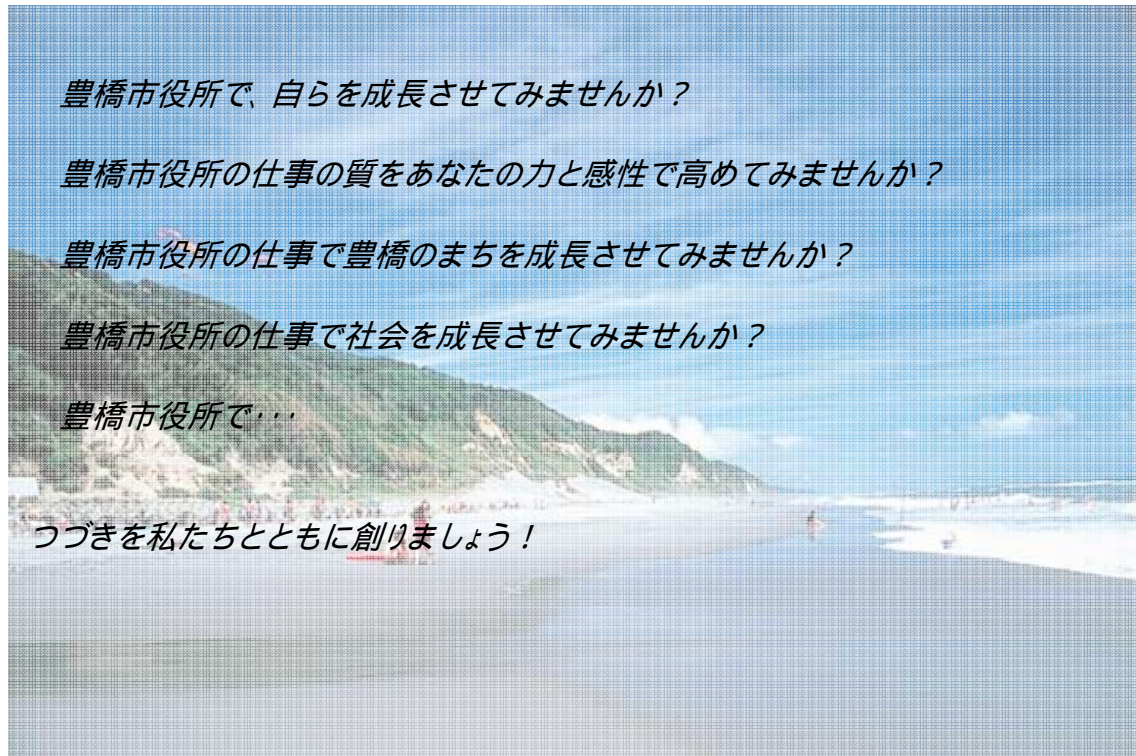 豊橋市役所で、自らを成長させてみませんか？
豊橋市役所の仕事の質をあなたの力と感性で高めてみませんか？
豊橋市役所の仕事で豊橋のまちを成長させてみませんか？
豊橋市役所の仕事で社会を成長させてみませんか？
豊橋市役所で･･･
つづきを私たちとともに創りましょう！